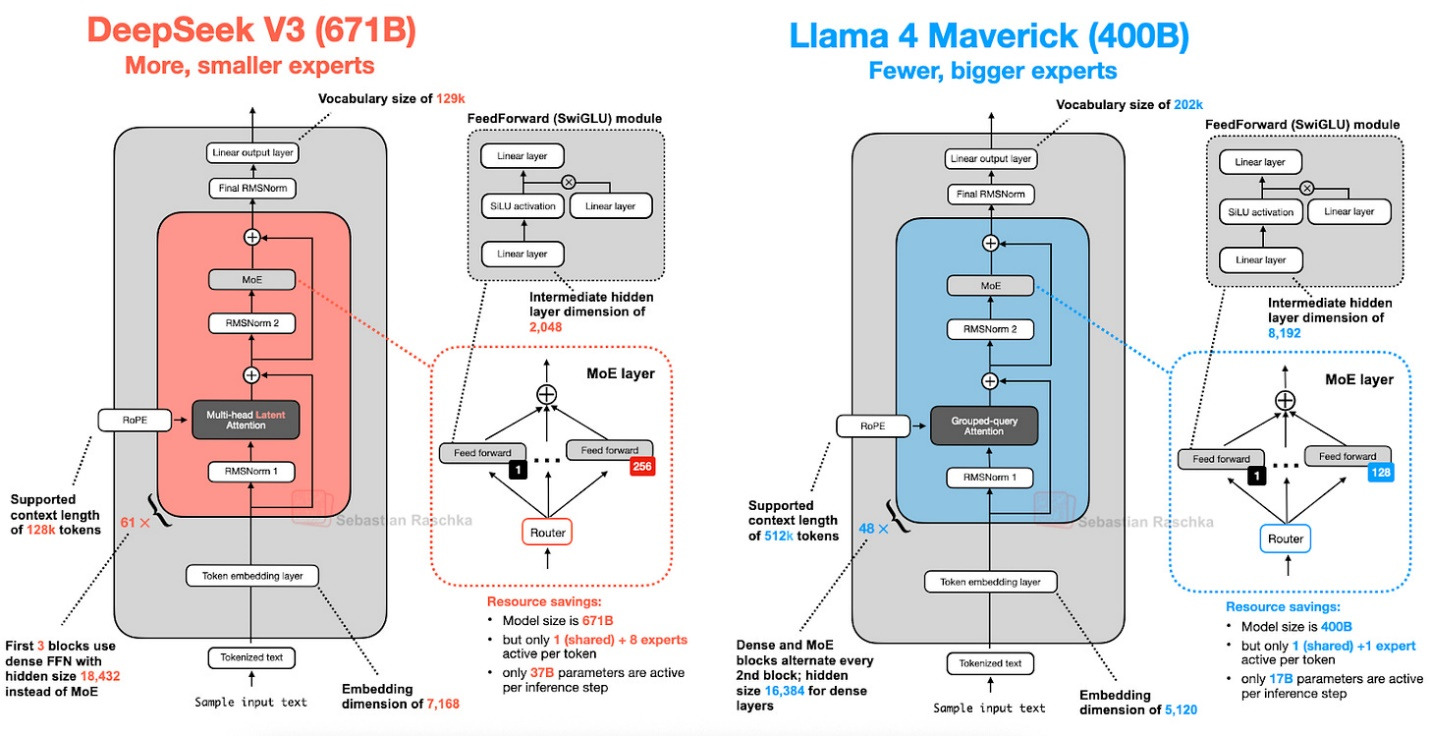 DeepSeek V3 (671B)
More, smaller experts
Vocabulary size of 129k
FeedForward (SwiGLU) module
Linear layer
SiLU activation
Linear layer
Linear layer
Intermediate hidden
layer dimension of
2,048
Linear output layer
Final RMSNorm
MoE
RMSNorm 2
RoPE
Multi-head Latent
Attention
RMSNorm 1
MoE layer
Feed forward
1
Feed forward
256
Router
Supported
context length
of 128k tokens
61 ×
Sebastian Raschka
Token embedding layer
First 3 blocks use
dense FFN with
hidden size 18,432
instead of MoE
Tokenized text
Sample input text
Embedding
dimension of 7,168
Resource savings:
• Model size is 671B
• but only 1 (shared) + 8 experts
active per token
• only 37B parameters are active
per inference step
Llama 4 Maverick (400B)
Fewer, bigger experts
Vocabulary size of 202k
FeedForward (SwiGLU) module
Linear layer
SiLU activation
Linear layer
Linear layer
Intermediate hidden
layer dimension of
8,192
Linear output layer
Final RMSNorm
MoE
RMSNorm 2
RoPE
Grouped-query
Attention
RMSNorm 1
MoE layer
Feed forward
1
Feed forward
128
Router
Supported
context length
of 512k tokens
48 ×
Sebastian Raschka
Token embedding layer
Dense and MoE
blocks alternate every
2nd block; hidden
size 16,384 for dense
layers
Tokenized text
Sample input text
Embedding
dimension of 5,120
Resource savings:
• Model size is 400B
• but only 1 (shared) +1 expert
active per token
• only 17B parameters are active
per inference step